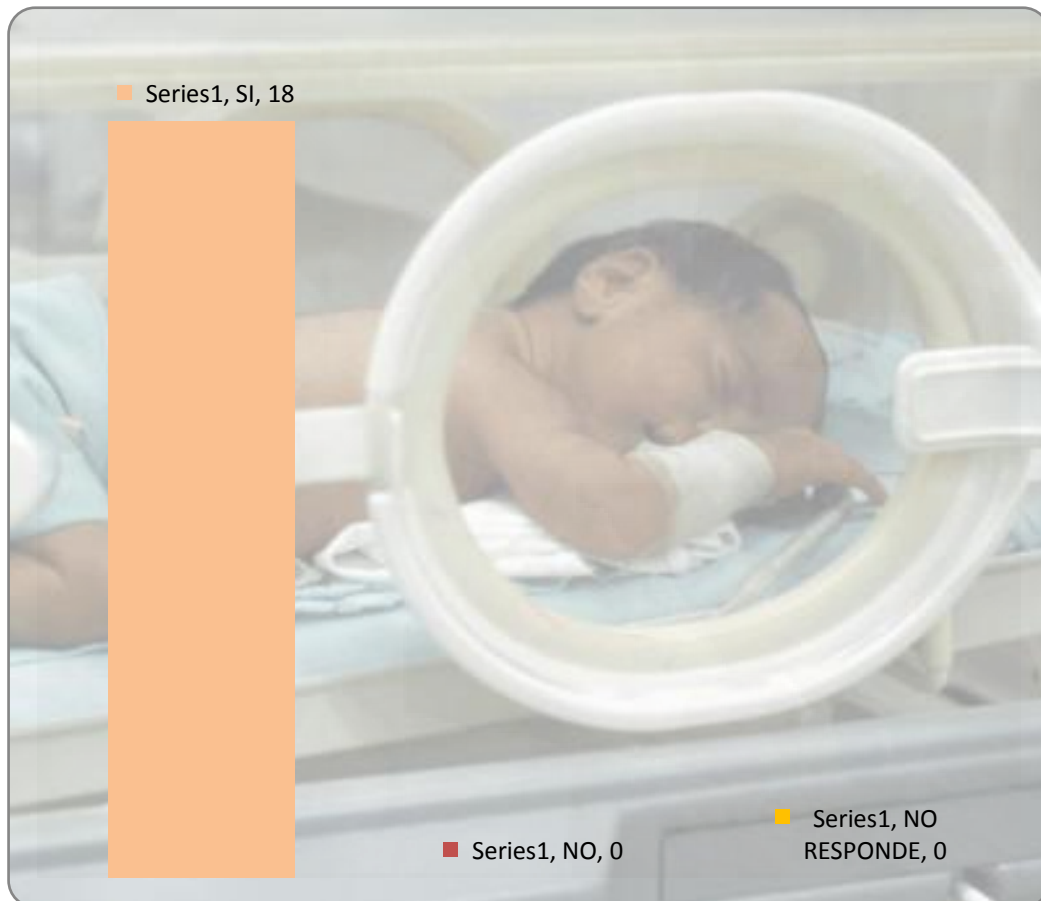 Series1, SI, 18
Series1, NO, 0
Series1, NO
RESPONDE, 0